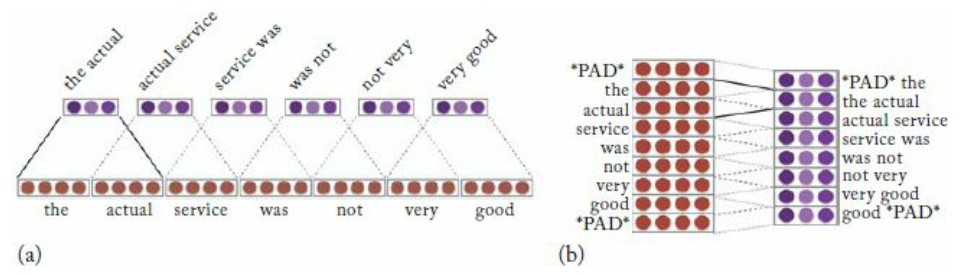 the actual
actual service
service was
was not
not very
very good
the actual service was not very good
(a)
*PAD*
the
actual
service
was
not
very
good
*PAD*
*PAD* the
the actual
actual service
service was
was not
not very
very good
good *PAD*
(b)